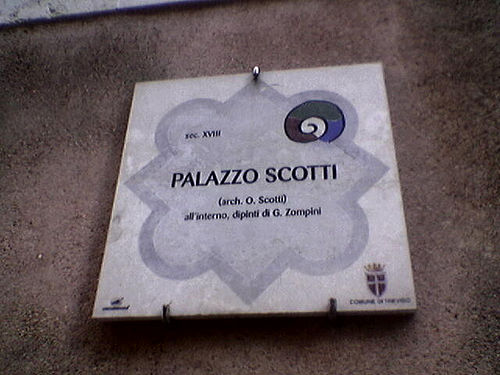 sec. XVIII
PALAZZO SCOTTI
(arch. O. Scotti)
all'interno, dipinti di G. Zompini
COMUNE DI TREVISO